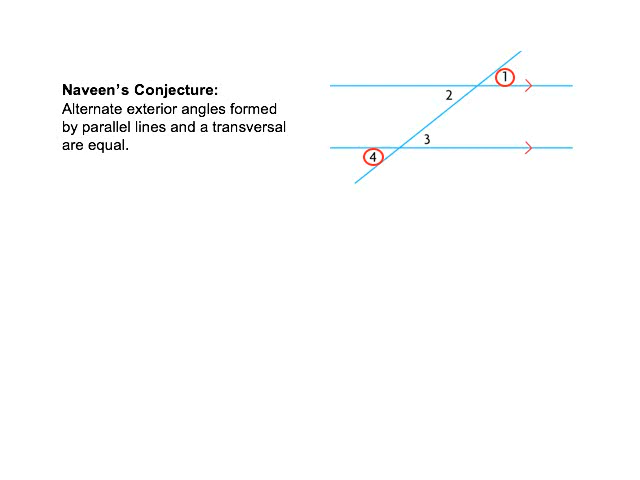 Naveen's Conjecture:
Alternate exterior angles formed
by parallel lines and a transversal
are equal.
1
2
3
4